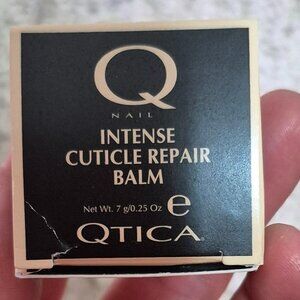 Q
NAIL
INTENSE
CUTICLE REPAIR
BALM
Net Wt. 7 g/0.25 Oz e
QTICA